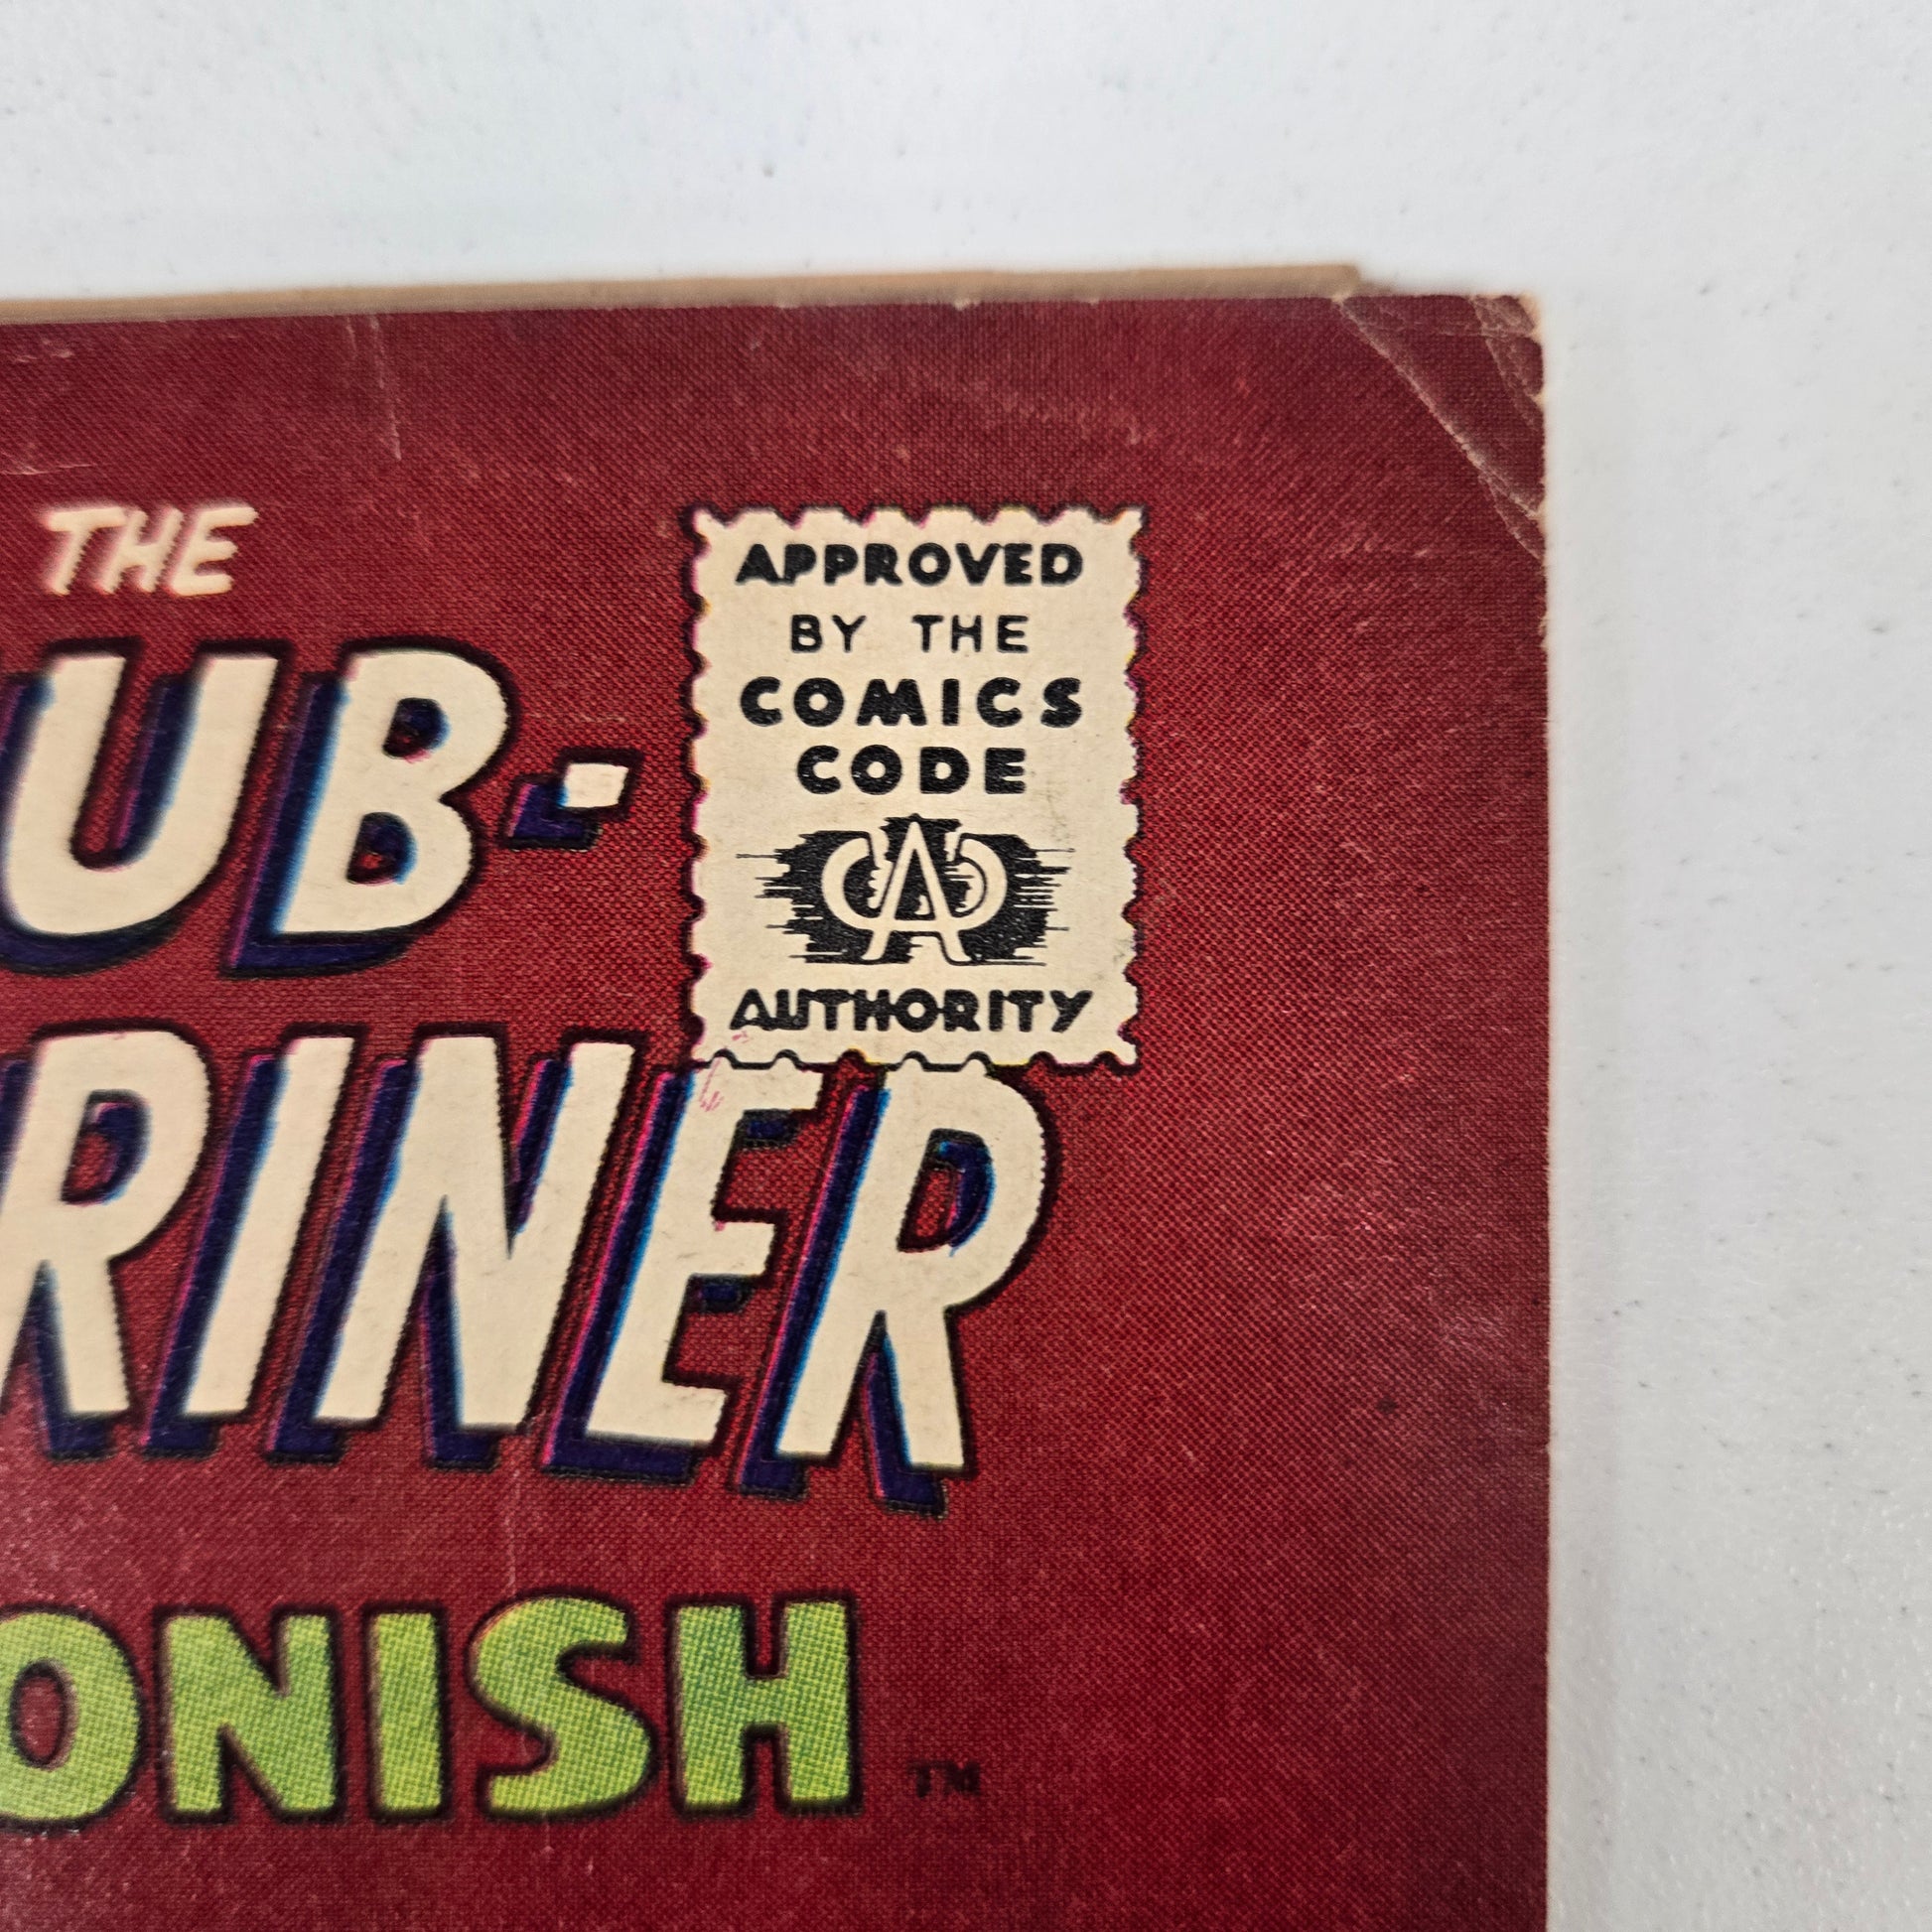 THE
UB-
RINER
ONISH
TM
APPROVED
BY THE
COMICS
CODE
CA
AUTHORITY